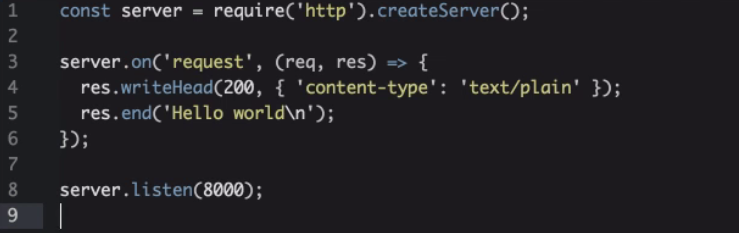 1 const server = require('http').createServer();
2
3 server.on('request', (req, res) => {
4   res.writeHead(200, { 'content-type': 'text/plain' });
5   res.end('Hello world\n');
6 });
7
8 server.listen(8000);
9